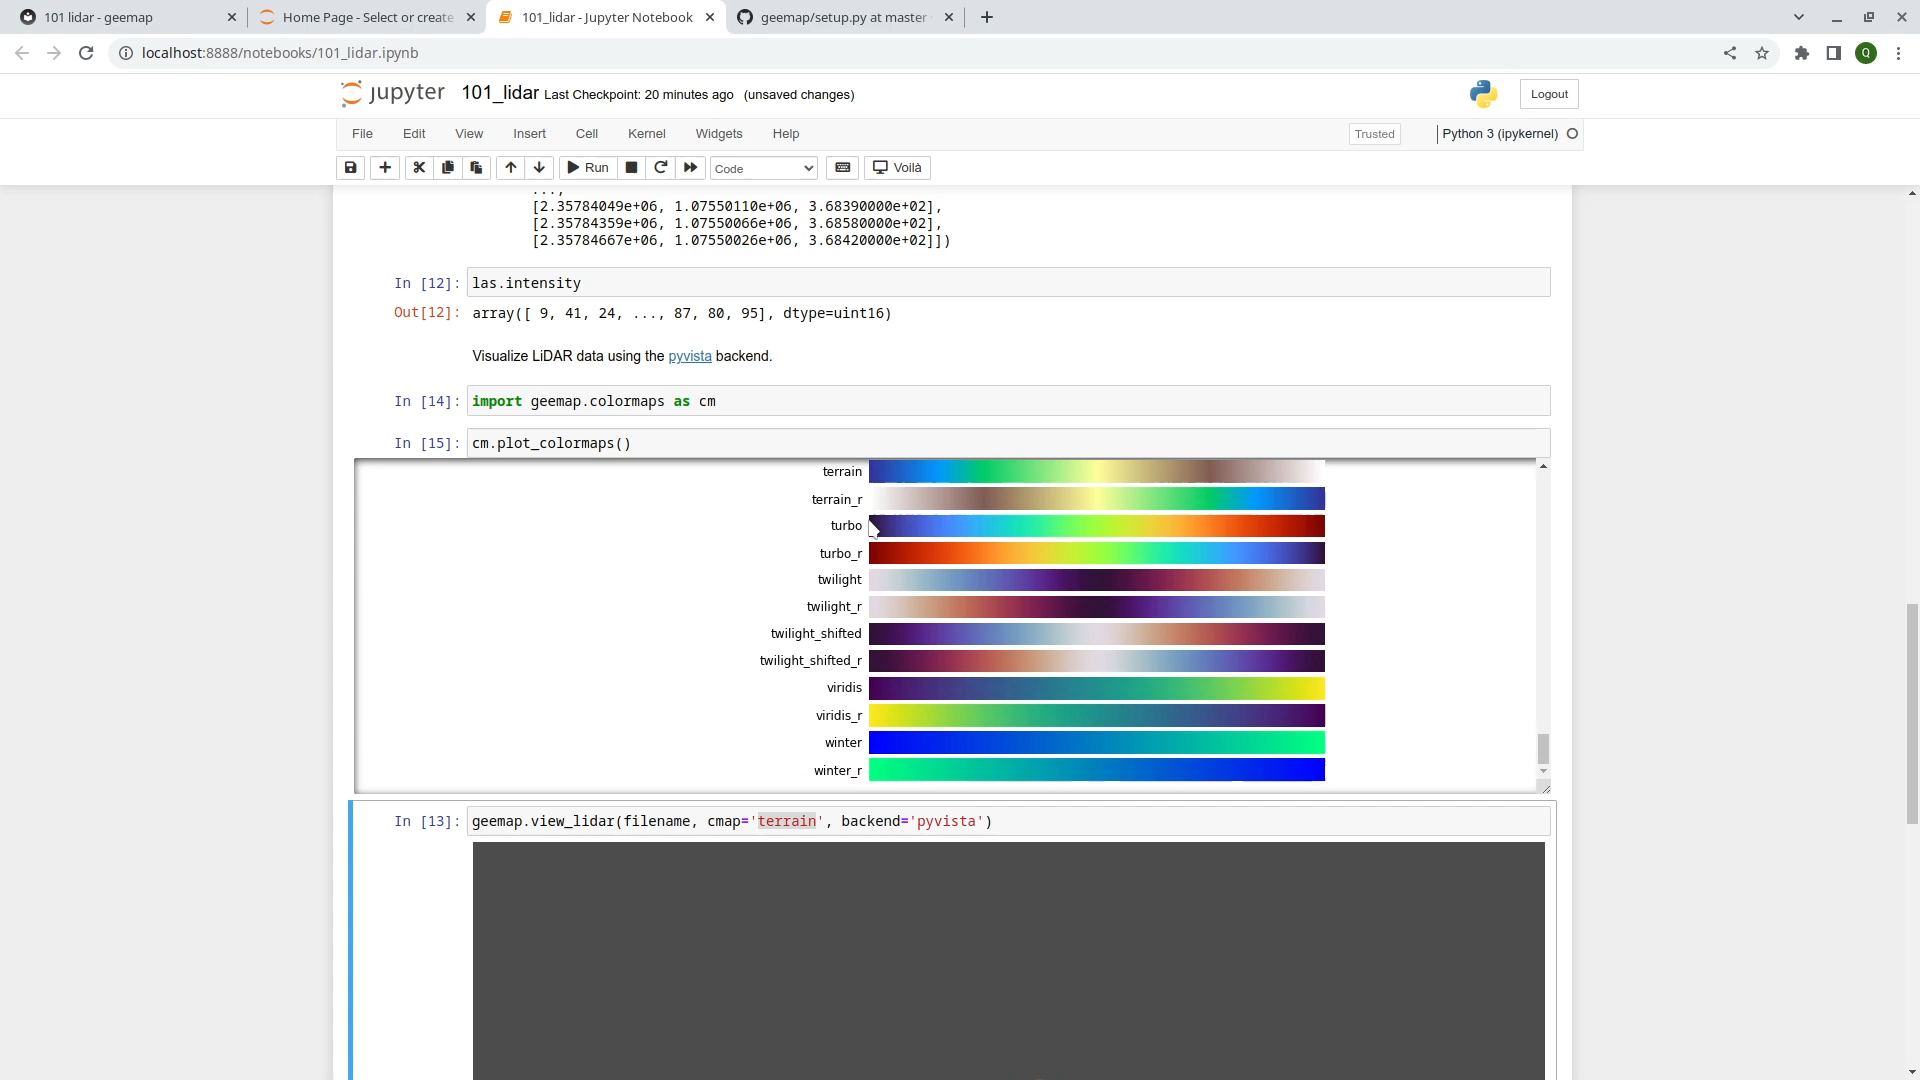 101 lidar - geemap
Home Page - Select or create
101_lidar - Jupyter Notebook
geemap/setup.py at master
localhost:8888/notebooks/101_lidar.ipynb
Q
jupyter 101_lidar Last Checkpoint: 20 minutes ago (unsaved changes)
Logout
File Edit View Insert Cell Kernel Widgets Help
Trusted
Python 3 (ipykernel)
Run
Code
Voilà
...,
[2.35784049e+06, 1.07550110e+06, 3.68390000e+02],
[2.35784359e+06, 1.07550066e+06, 3.68580000e+02],
[2.35784667e+06, 1.07550026e+06, 3.68420000e+02]])
In [12]: las.intensity
Out[12]: array([ 9, 41, 24, ..., 87, 80, 95], dtype=uint16)
Visualize LiDAR data using the pyvista backend.
In [14]: import geemap.colormaps as cm
In [15]: cm.plot_colormaps()
terrain
terrain_r
turbo
turbo_r
twilight
twilight_r
twilight_shifted
twilight_shifted_r
viridis
viridis_r
winter
winter_r
In [13]: geemap.view_lidar(filename, cmap='terrain', backend='pyvista')